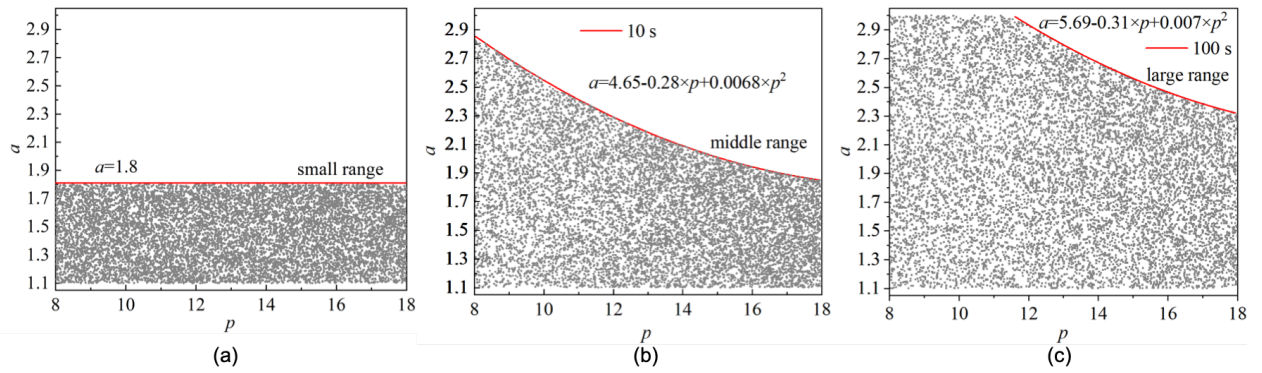 2.9
2.7
2.5
2.3
2.1
1.9
1.7
1.5
1.3
1.1
a
a=1.8
small range
8 10 12 14 16 18
p
(a)
2.9
2.7
2.5
2.3
2.1
1.9
1.7
1.5
1.3
1.1
a
10 s
a=4.65-0.28×p+0.0068×p²
middle range
8 10 12 14 16 18
p
(b)
2.9
2.7
2.5
2.3
2.1
1.9
1.7
1.5
1.3
1.1
a
a=5.69-0.31×p+0.007×p²
100 s
large range
8 10 12 14 16 18
p
(c)